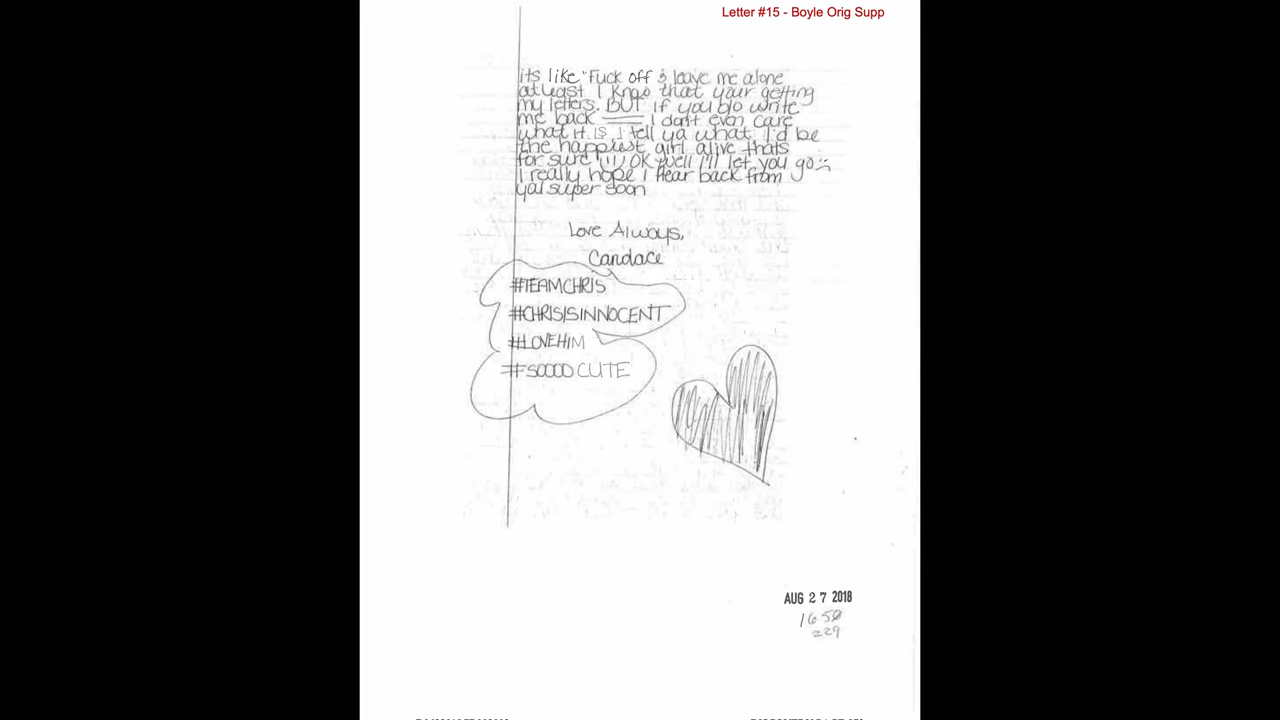 Letter #15 - Boyle Orig Supp
its like "Fuck off & leave me alone
atleast I know that your getting
my letters. BUT if you do write
me back I don't even care
what it is I tell ya what I'd be
the happiest girl alive thats
for sure !!!) OK well I'll let you go :(
I really hope I hear back from
ya! super soon
Love Always,
Candace
#TEAMCHRIS
#CHRISISINNOCENT
#LOVEHIM
#SOOOOCUTE
AUG 27 2018
1650
229